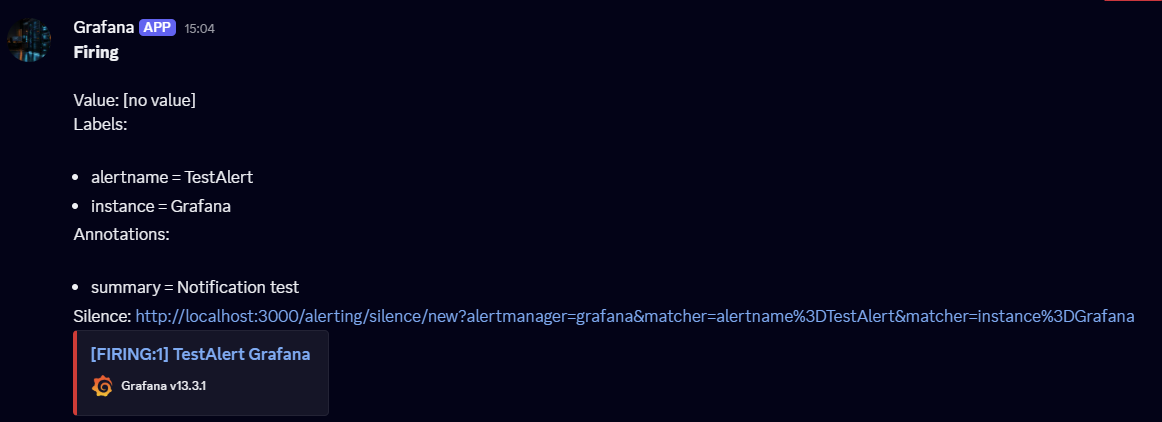 Grafana APP 15:04
Firing
Value: [no value]
Labels:
• alertname = TestAlert
• instance = Grafana
Annotations:
• summary = Notification test
Silence: http://localhost:3000/alerting/silence/new?alertmanager=grafana&matcher=alertname%3DTestAlert&matcher=instance%3DGrafana
[FIRING:1] TestAlert Grafana
Grafana v13.3.1